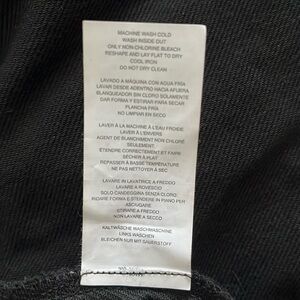 MACHINE WASH COLD
WASH INSIDE OUT
ONLY NON-CHLORINE BLEACH
RESHAPE AND LAY FLAT TO DRY
COOL IRON
DO NOT DRY CLEAN
LAVADO A MÁQUINA CON AGUA FRÍA
LAVAR DESDE ADENTRO HACIA AFUERA
BLANQUEADOR SIN CLORO SOLAMENTE
DAR FORMA Y ESTIRAR PARA SECAR
PLANCHA FRÍA
NO LIMPIAR EN SECO
LAVER À LA MACHINE À L'EAU FROIDE
LAVER À L'ENVERS
AGENT DE BLANCHIMENT NON CHLORÉ
SEULEMENT
ÉTENDRE CORRECTEMENT ET FAIRE
SÉCHER À PLAT
REPASSER À BASSE TEMPÉRATURE
NE PAS NETTOYER À SEC
LAVARE IN LAVATRICE A FREDDO
LAVARE A ROVESCIO
SOLO CANDEGGINA SENZA CLORO
RIDARE FORMA E STENDERE IN PIANO PER
ASCIUGARE
STIRARE A FREDDO
NON LAVARE A SECCO
KALTWÄSCHE WASCHMASCHINE
LINKS WASCHEN
BLEICHEN NUR MIT SAUERSTOFF